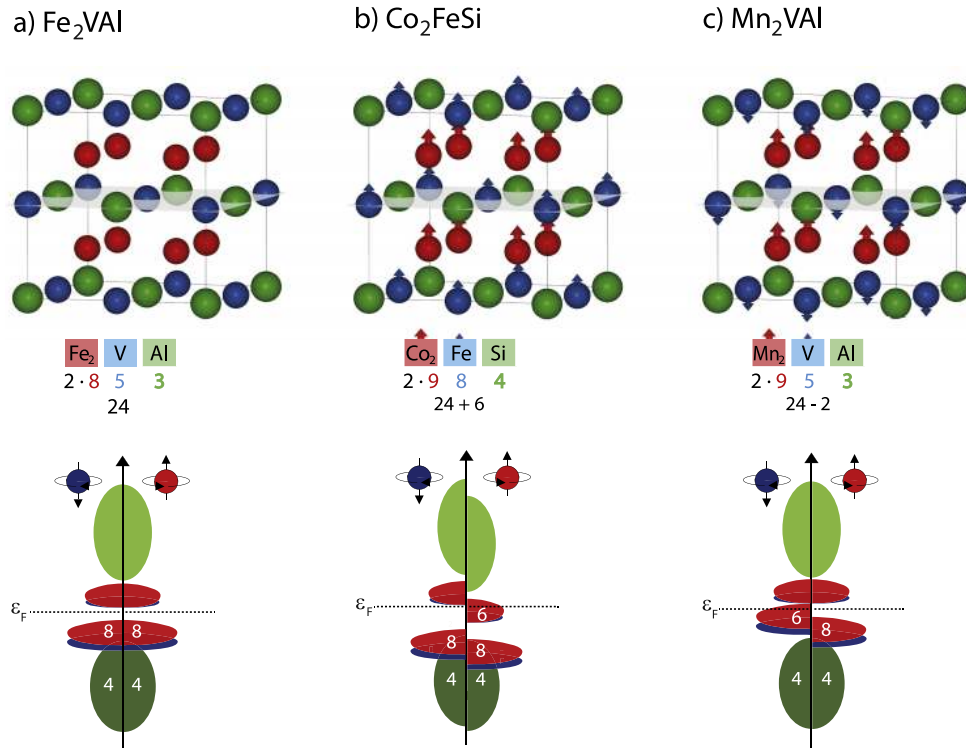 a) Fe₂VAl
b) Co₂FeSi
c) Mn₂VAl
Fe₂ V Al
2 · 8 5 3
24
Co₂ Fe Si
2 · 9 8 4
24 + 6
Mn₂ V Al
2 · 9 5 3
24 - 2
εF
8 8
4 4
εF
6
8 8
4 4
εF
6 8
4 4